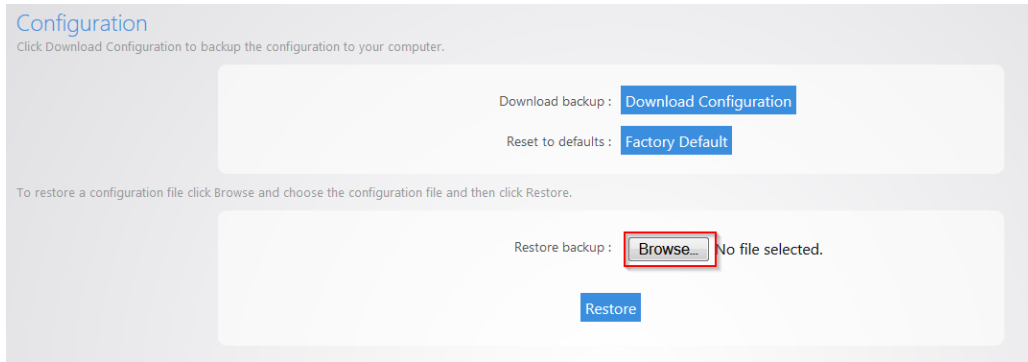 Configuration
Click Download Configuration to backup the configuration to your computer.
Download backup : Download Configuration
Reset to defaults : Factory Default
To restore a configuration file click Browse and choose the configuration file and then click Restore.
Restore backup : Browse... No file selected.
Restore